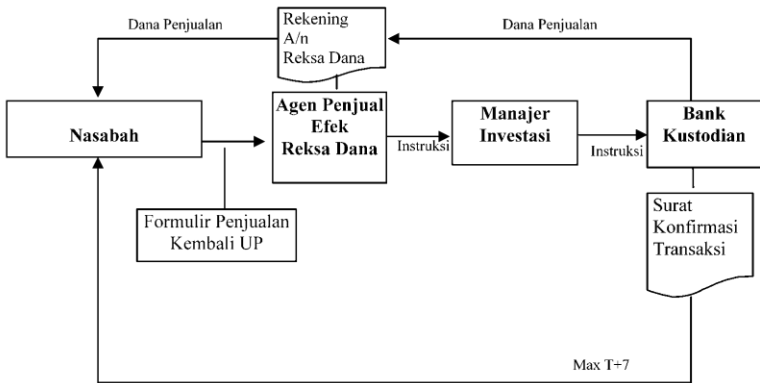 Dana Penjualan
Rekening
A/n
Reksa Dana
Dana Penjualan
Nasabah
Agen Penjual
Efek
Reksa Dana
Instruksi
Manajer
Investasi
Instruksi
Bank
Kustodian
Formulir Penjualan
Kembali UP
Surat
Konfirmasi
Transaksi
Max T+7